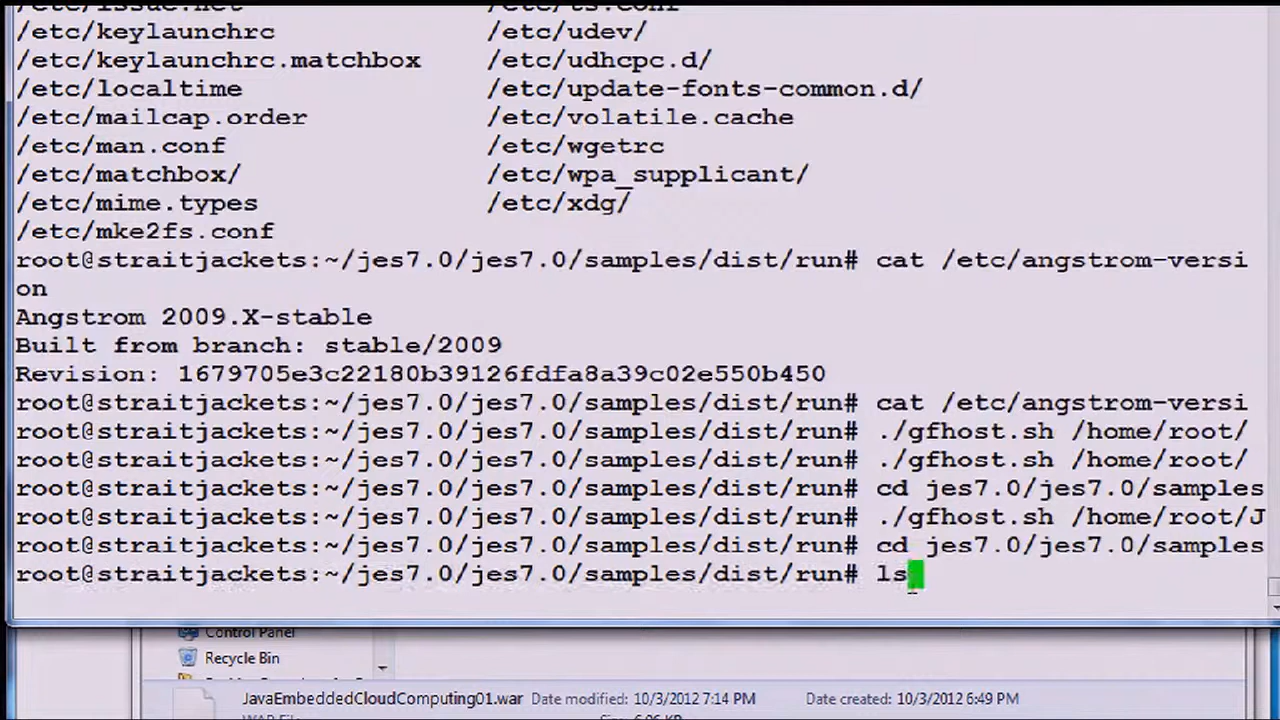 /etc/issue.net /etc/ts.conf
/etc/keylaunchrc /etc/udev/
/etc/keylaunchrc.matchbox /etc/udhcpc.d/
/etc/localtime /etc/update-fonts-common.d/
/etc/mailcap.order /etc/volatile.cache
/etc/man.conf /etc/wgetrc
/etc/matchbox/ /etc/wpa_supplicant/
/etc/mime.types /etc/xdg/
/etc/mke2fs.conf
root@straitjackets:~/jes7.0/jes7.0/samples/dist/run# cat /etc/angstrom-versi
on
Angstrom 2009.X-stable
Built from branch: stable/2009
Revision: 1679705e3c22180b39126fdfa8a39c02e550b450
root@straitjackets:~/jes7.0/jes7.0/samples/dist/run# cat /etc/angstrom-versi
root@straitjackets:~/jes7.0/jes7.0/samples/dist/run# ./gfhost.sh /home/root/
root@straitjackets:~/jes7.0/jes7.0/samples/dist/run# ./gfhost.sh /home/root/
root@straitjackets:~/jes7.0/jes7.0/samples/dist/run# cd jes7.0/jes7.0/samples
root@straitjackets:~/jes7.0/jes7.0/samples/dist/run# ./gfhost.sh /home/root/J
root@straitjackets:~/jes7.0/jes7.0/samples/dist/run# cd jes7.0/jes7.0/samples
root@straitjackets:~/jes7.0/jes7.0/samples/dist/run# ls
Control Panel
Recycle Bin
JavaEmbeddedCloudComputing01.war Date modified: 10/3/2012 7:14 PM Date created: 10/3/2012 6:49 PM